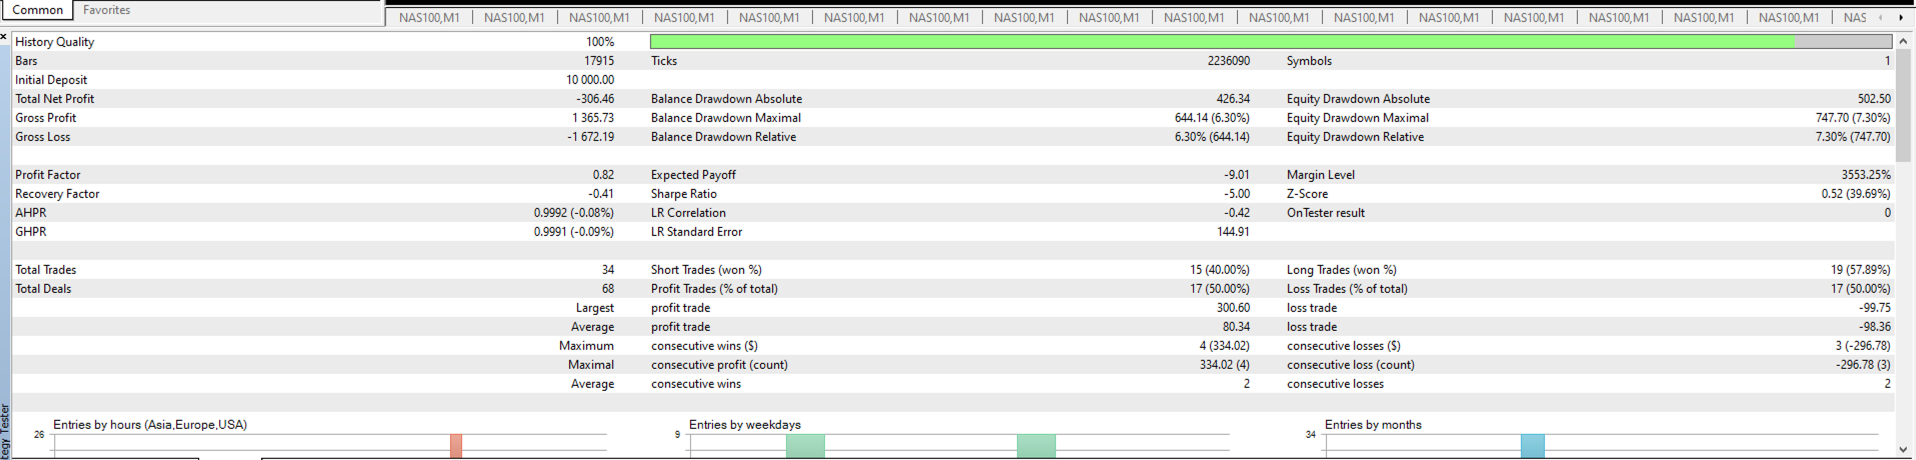 Common Favorites
NAS100,M1 NAS100,M1 NAS100,M1 NAS100,M1 NAS100,M1 NAS100,M1 NAS100,M1 NAS100,M1 NAS100,M1 NAS100,M1 NAS100,M1 NAS100,M1 NAS100,M1 NAS100,M1 NAS100,M1 NAS100,M1 NAS100,M1 NAS
History Quality 100%
Bars 17915 Ticks 2236090 Symbols 1
Initial Deposit 10 000.00
Total Net Profit -306.46 Balance Drawdown Absolute 426.34 Equity Drawdown Absolute 502.50
Gross Profit 1 365.73 Balance Drawdown Maximal 644.14 (6.30%) Equity Drawdown Maximal 747.70 (7.30%)
Gross Loss -1 672.19 Balance Drawdown Relative 6.30% (644.14) Equity Drawdown Relative 7.30% (747.70)
Profit Factor 0.82 Expected Payoff -9.01 Margin Level 3553.25%
Recovery Factor -0.41 Sharpe Ratio -5.00 Z-Score 0.52 (39.69%)
AHPR 0.9992 (-0.08%) LR Correlation -0.42 OnTester result 0
GHPR 0.9991 (-0.09%) LR Standard Error 144.91
Total Trades 34 Short Trades (won %) 15 (40.00%) Long Trades (won %) 19 (57.89%)
Total Deals 68 Profit Trades (% of total) 17 (50.00%) Loss Trades (% of total) 17 (50.00%)
Largest profit trade 300.60 loss trade -99.75
Average profit trade 80.34 loss trade -98.36
Maximum consecutive wins ($) 4 (334.02) consecutive losses ($) 3 (-296.78)
Maximal consecutive profit (count) 334.02 (4) consecutive loss (count) -296.78 (3)
Average consecutive wins 2 consecutive losses 2
Entries by hours (Asia,Europe,USA) Entries by weekdays Entries by months
26 9 34
tegy Tester